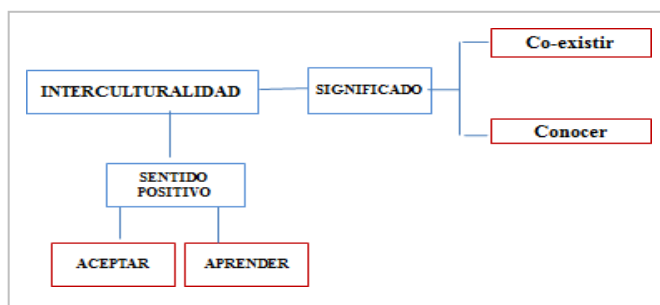 Co-existir
INTERCULTURALIDAD
SIGNIFICADO
Conocer
SENTIDO
POSITIVO
ACEPTAR
APRENDER